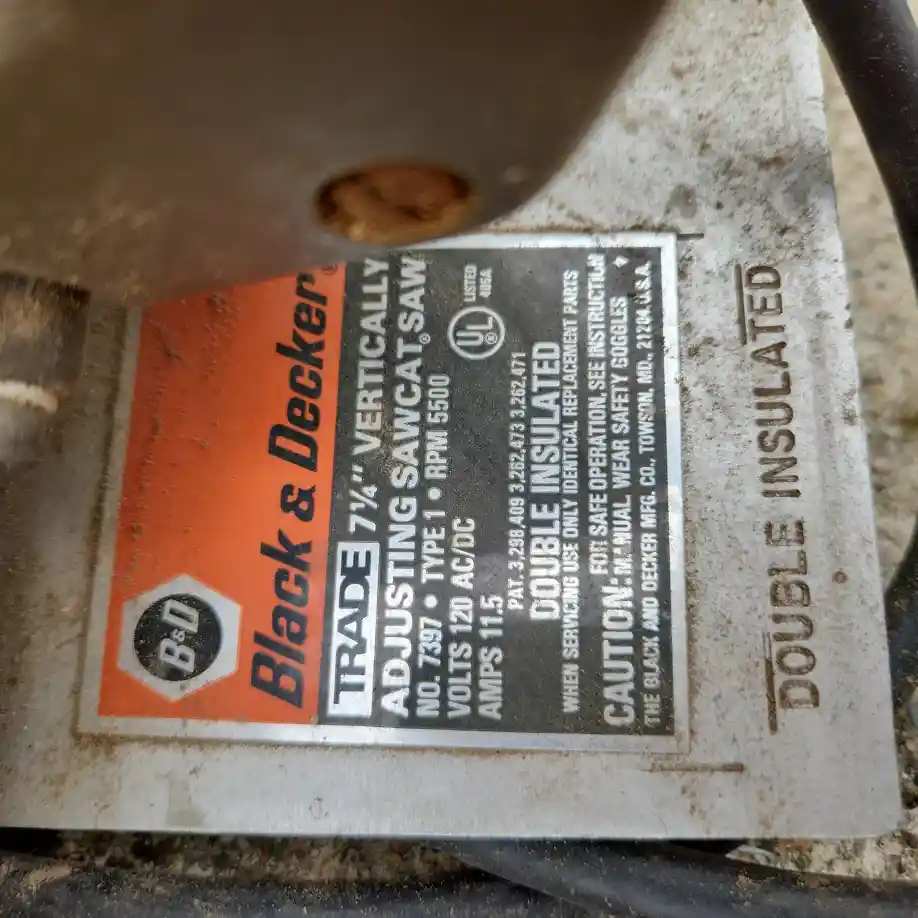 B&D
Black & Decker®
TRADE 7¼" VERTICALLY
ADJUSTING SAWCAT® SAW
NO. 7397 • TYPE 1 • RPM 5500
VOLTS 120 AC/DC
AMPS 11.5
UL®
LISTED
465A
PAT. 3,298,409 3,262,473 3,262,471
DOUBLE INSULATED
WHEN SERVICING USE ONLY IDENTICAL REPLACEMENT PARTS
CAUTION: FOR SAFE OPERATION, SEE INSTRUCTION
MANUAL. WEAR SAFETY GOGGLES
THE BLACK AND DECKER MFG. CO., TOWSON, MD., 21204 U.S.A.
DOUBLE INSULATED